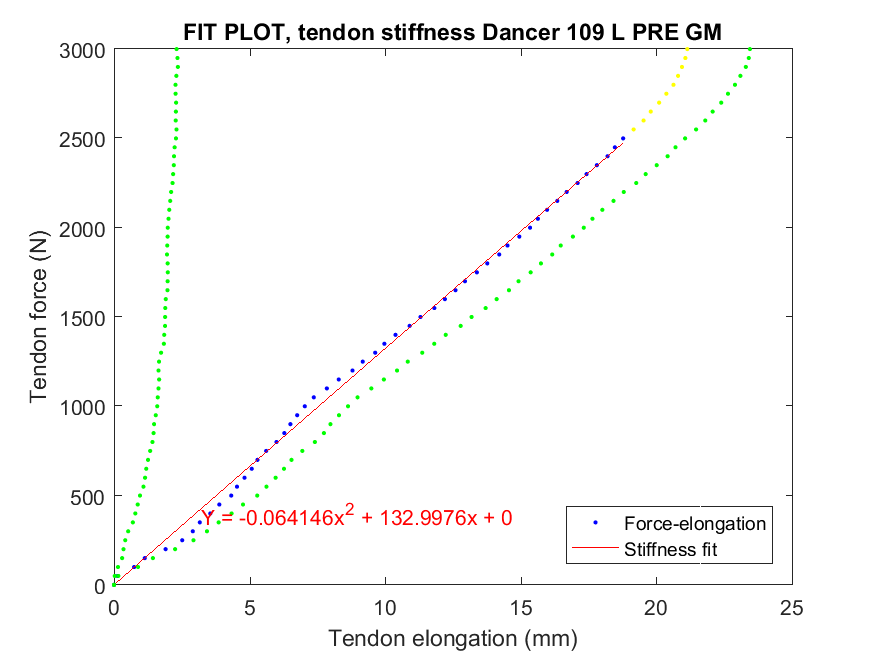 FIT PLOT, tendon stiffness Dancer 109 L PRE GM
3000
2500
2000
1500
1000
500
0
Tendon force (N)
Y = -0.064146x² + 132.9976x + 0
Force-elongation
Stiffness fit
0 5 10 15 20 25
Tendon elongation (mm)